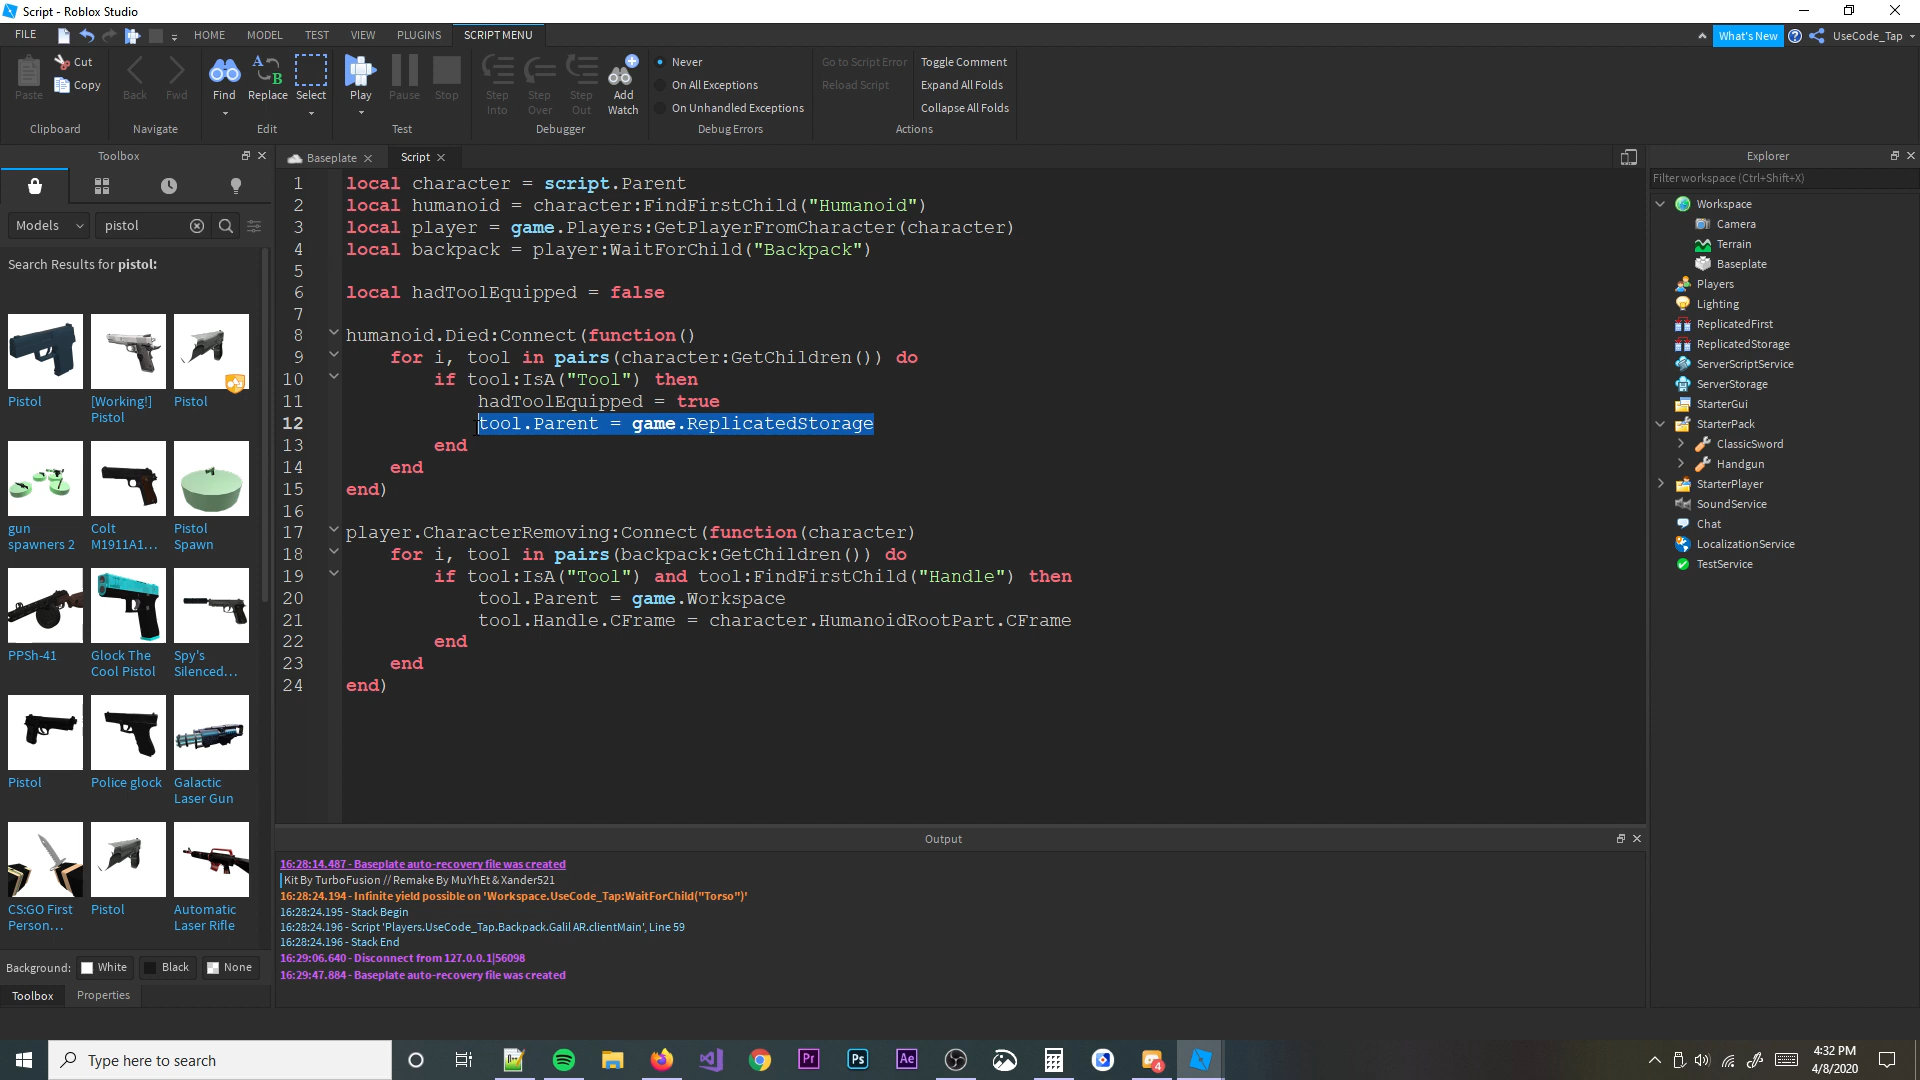 Script - Roblox Studio
FILE
HOME
MODEL
TEST
VIEW
PLUGINS
SCRIPT MENU
What's New
UseCode_Tap
Paste
Cut
Copy
Clipboard
Back
Fwd
Navigate
Find
Replace
Select
Edit
Play
Pause
Stop
Test
Step Into
Step Over
Step Out
Add Watch
Debugger
Never
On All Exceptions
On Unhandled Exceptions
Debug Errors
Go to Script Error
Reload Script
Toggle Comment
Expand All Folds
Collapse All Folds
Actions
Toolbox
Models
pistol
Search Results for pistol:
Pistol
[Working!] Pistol
Pistol
gun spawners 2
Colt M1911A1...
Pistol Spawn
PPSh-41
Glock The Cool Pistol
Spy's Silenced...
Pistol
Police glock
Galactic Laser Gun
CS:GO First Person...
Pistol
Automatic Laser Rifle
Background:
White
Black
None
Toolbox
Properties
Baseplate
Script
1 local character = script.Parent
2 local humanoid = character:FindFirstChild("Humanoid")
3 local player = game.Players:GetPlayerFromCharacter(character)
4 local backpack = player:WaitForChild("Backpack")
5
6 local hadToolEquipped = false
7
8 humanoid.Died:Connect(function()
9 for i, tool in pairs(character:GetChildren()) do
10 if tool:IsA("Tool") then
11 hadToolEquipped = true
12 tool.Parent = game.ReplicatedStorage
13 end
14 end
15 end)
16
17 player.CharacterRemoving:Connect(function(character)
18 for i, tool in pairs(backpack:GetChildren()) do
19 if tool:IsA("Tool") and tool:FindFirstChild("Handle") then
20 tool.Parent = game.Workspace
21 tool.Handle.CFrame = character.HumanoidRootPart.CFrame
22 end
23 end
24 end)
Output
16:28:14.487 - Baseplate auto-recovery file was created
Kit By TurboFusion // Remake By MuYhEt & Xander521
16:28:24.194 - Infinite yield possible on 'Workspace.UseCode_Tap:WaitForChild("Torso")'
16:28:24.195 - Stack Begin
16:28:24.196 - Script 'Players.UseCode_Tap.Backpack.Galil AR.clientMain', Line 59
16:28:24.196 - Stack End
16:29:06.640 - Disconnect from 127.0.0.1|56098
16:29:47.884 - Baseplate auto-recovery file was created
Explorer
Filter workspace (Ctrl+Shift+X)
Workspace
Camera
Terrain
Baseplate
Players
Lighting
ReplicatedFirst
ReplicatedStorage
ServerScriptService
ServerStorage
StarterGui
StarterPack
ClassicSword
Handgun
StarterPlayer
SoundService
Chat
LocalizationService
TestService
Type here to search
Pr
Ps
Ae
4
4:32 PM
4/8/2020